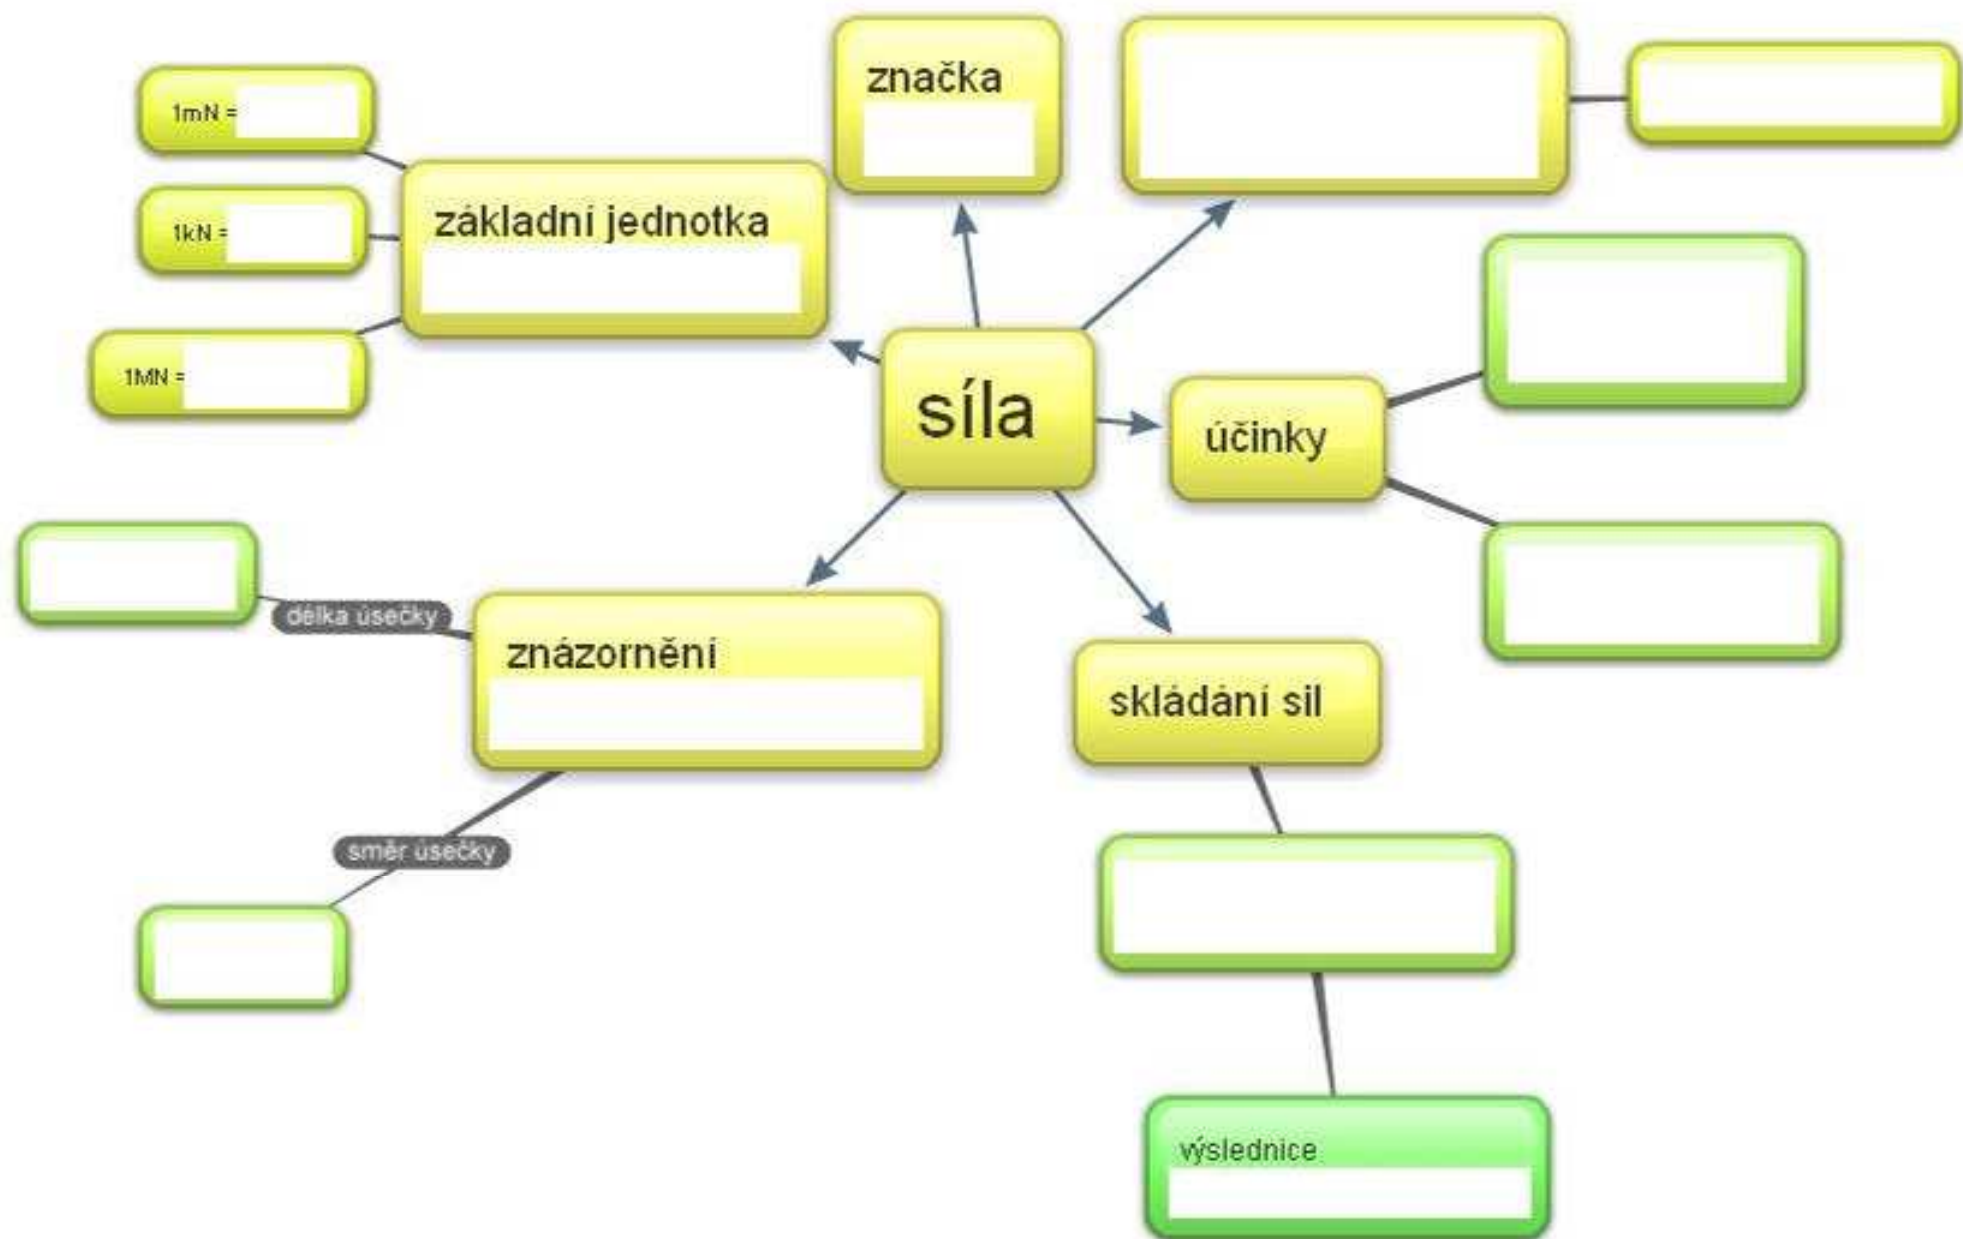 značka
1mN =
základní jednotka
1kN =
1MN =
síla
účinky
délka úsečky
znázornění
skládání sil
směr úsečky
výslednice